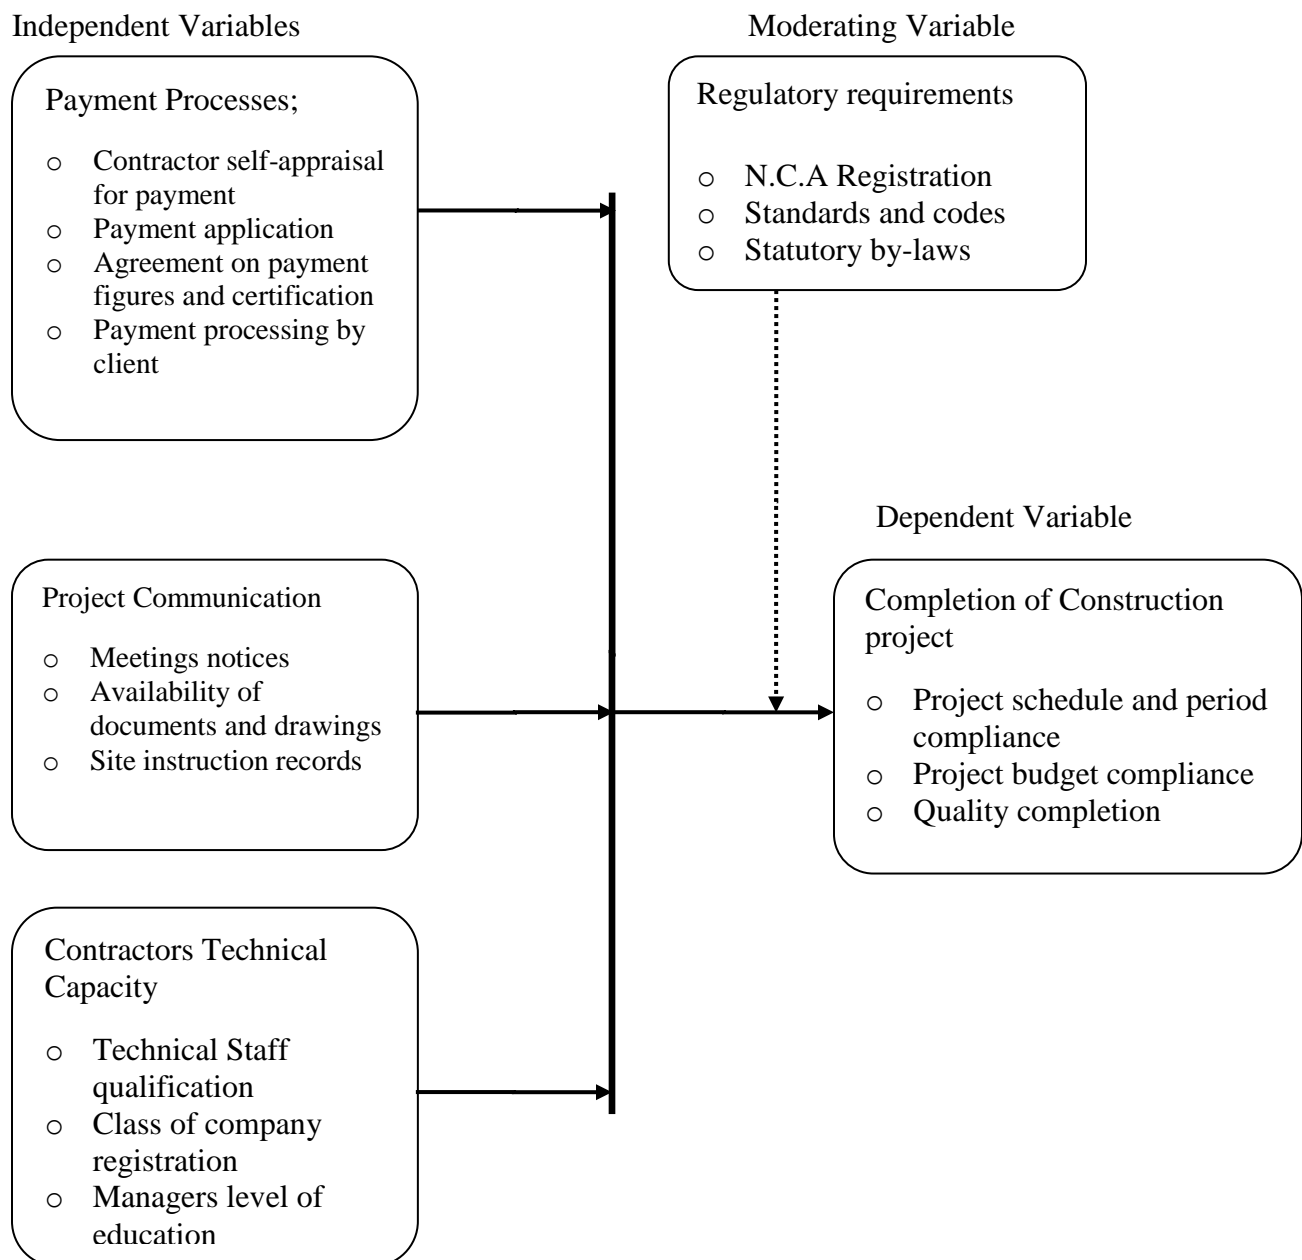 Independent Variables
Payment Processes;
o Contractor self-appraisal
for payment
o Payment application
o Agreement on payment
figures and certification
o Payment processing by
client
Project Communication
o Meetings notices
o Availability of
documents and drawings
o Site instruction records
Contractors Technical
Capacity
o Technical Staff
qualification
o Class of company
registration
o Managers level of
education
Moderating Variable
Regulatory requirements
o N.C.A Registration
o Standards and codes
o Statutory by-laws
Dependent Variable
Completion of Construction
project
o Project schedule and period
compliance
o Project budget compliance
o Quality completion